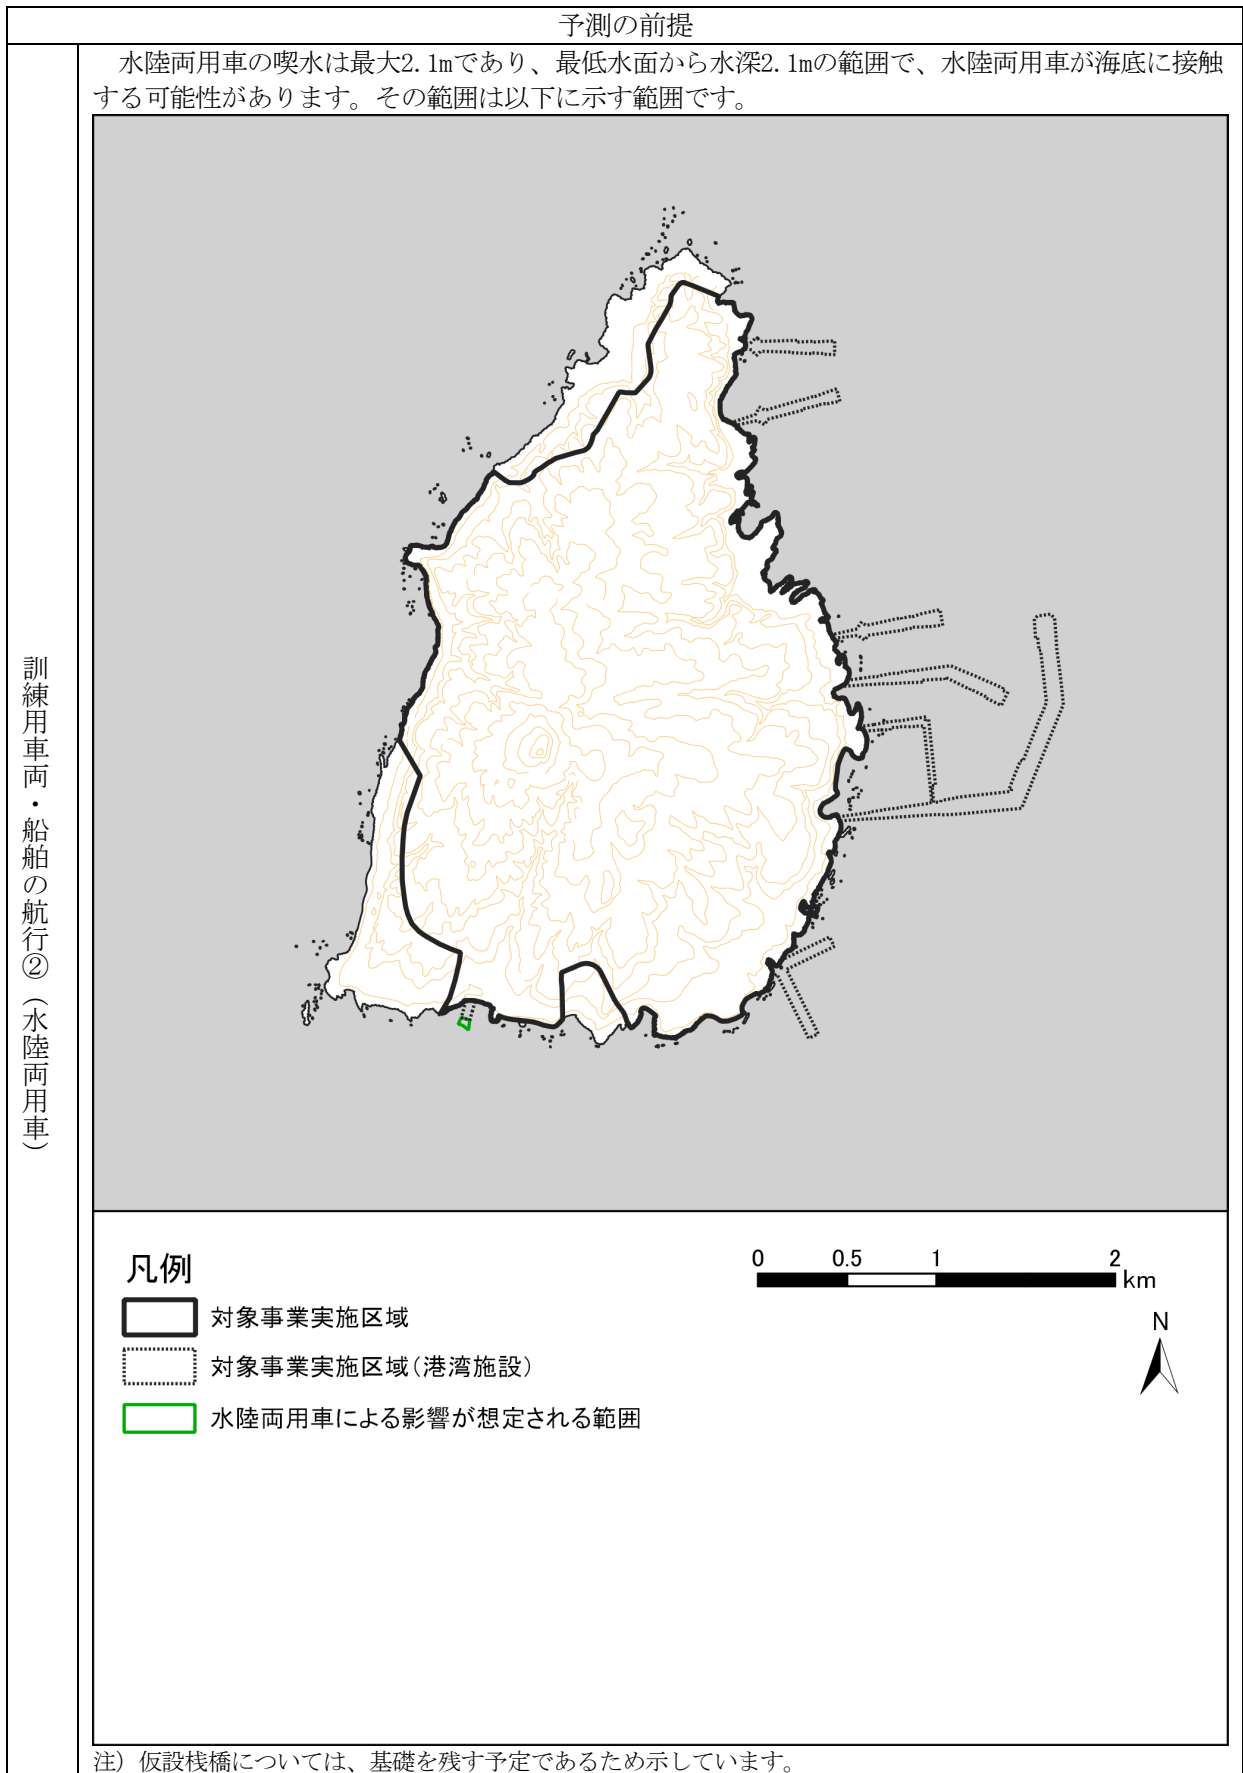 予測の前提
訓練用車両・船舶の航行②（水陸両用車）
水陸両用車の喫水は最大2.1mであり、最低水面から水深2.1mの範囲で、水陸両用車が海底に接触
する可能性があります。その範囲は以下に示す範囲です。
凡例
対象事業実施区域
対象事業実施区域(港湾施設)
水陸両用車による影響が想定される範囲
0 0.5 1 2
km
N
注）仮設桟橋については、基礎を残す予定であるため示しています。